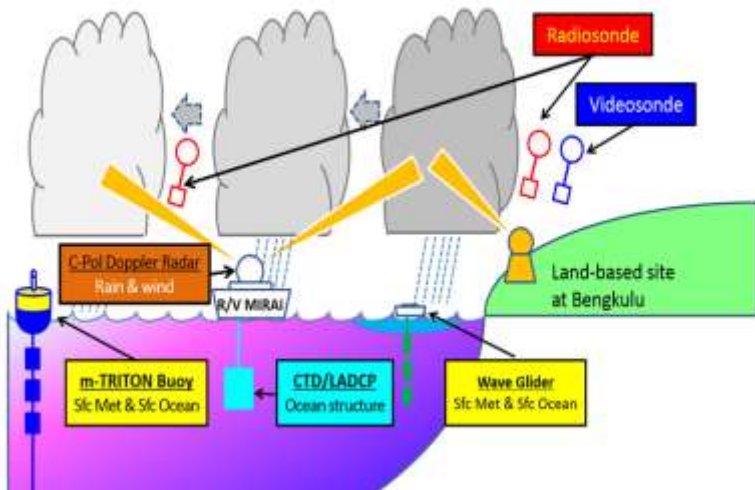 Radiosonde
Videosonde
C-Pol Doppler Radar
Rain & wind
R/V MIRAI
Land-based site
at Bengkulu
m-TRITON Buoy
Sfc Met & Sfc Ocean
CTD/LADCP
Ocean structure
Wave Glider
Sfc Met & Sfc Ocean